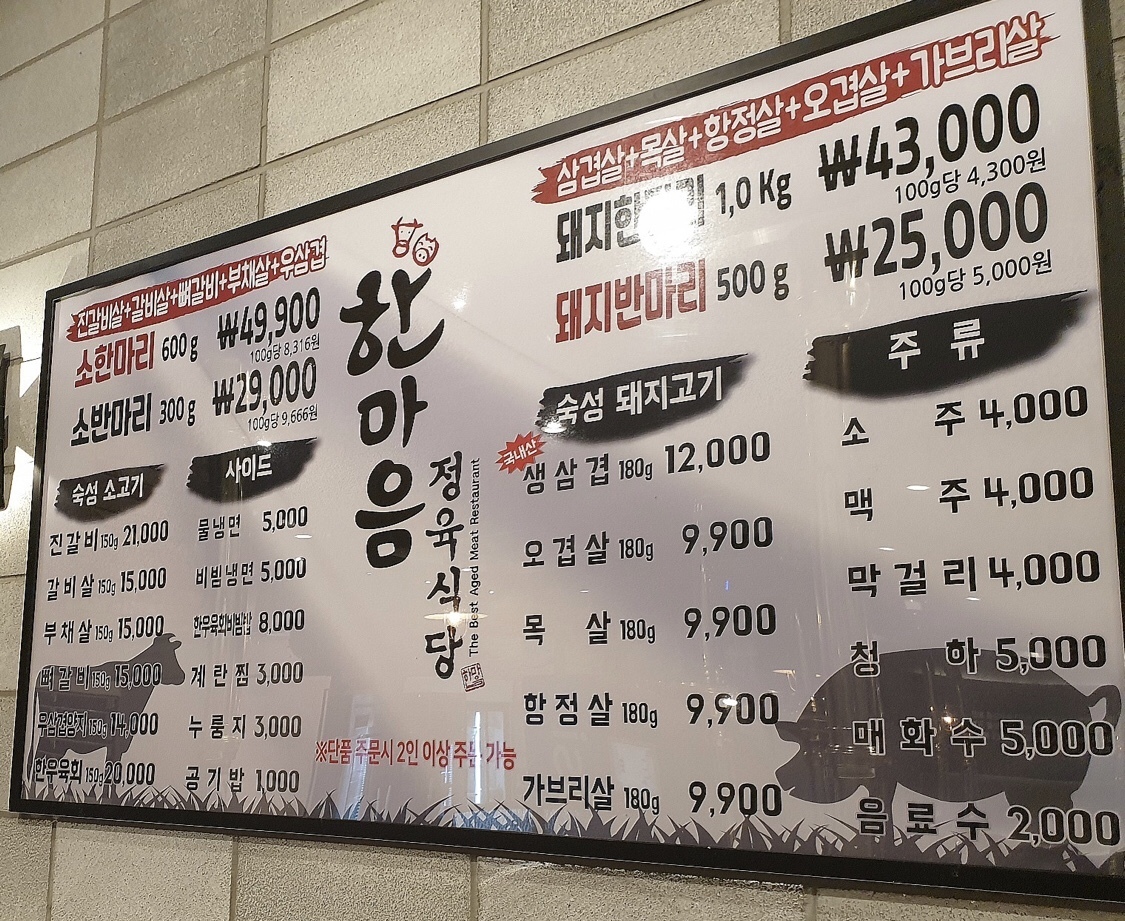 진갈비살+갈비살+뼈갈비+부채살+우삼겹
소한마리 600g ₩49,900
100g당 8,316원
소반마리 300g ₩29,000
100g당 9,666원
숙성 소고기
진갈비 150g 21,000
갈비살 150g 15,000
부채살 150g 15,000
뼈갈비 150g 15,000
우삼겹양지 150g 14,000
한우육회 150g 20,000
사이드
물냉면 5,000
비빔냉면 5,000
한우육회비빔밥 8,000
계란찜 3,000
누룽지 3,000
공기밥 1,000
한마음
정육식당
The Best Aged Meat Restaurant
※단품 주문시 2인 이상 주문 가능
삼겹살+목살+항정살+오겹살+가브리살
돼지한마리 1,0 Kg ₩43,000
100g당 4,300원
돼지반마리 500 g ₩25,000
100g당 5,000원
숙성 돼지고기
국내산
생삼겹 180g 12,000
오겹살 180g 9,900
목살 180g 9,900
항정살 180g 9,900
가브리살 180g 9,900
주류
소주 4,000
맥주 4,000
막걸리 4,000
청하 5,000
매화수 5,000
음료수 2,000